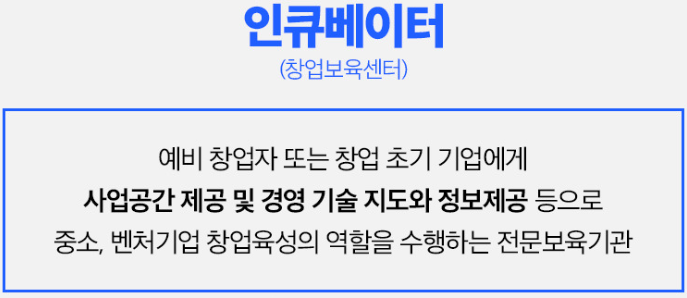 인큐베이터
(창업보육센터)
예비 창업자 또는 창업 초기 기업에게
사업공간 제공 및 경영 기술 지도와 정보제공 등으로
중소, 벤처기업 창업육성의 역할을 수행하는 전문보육기관